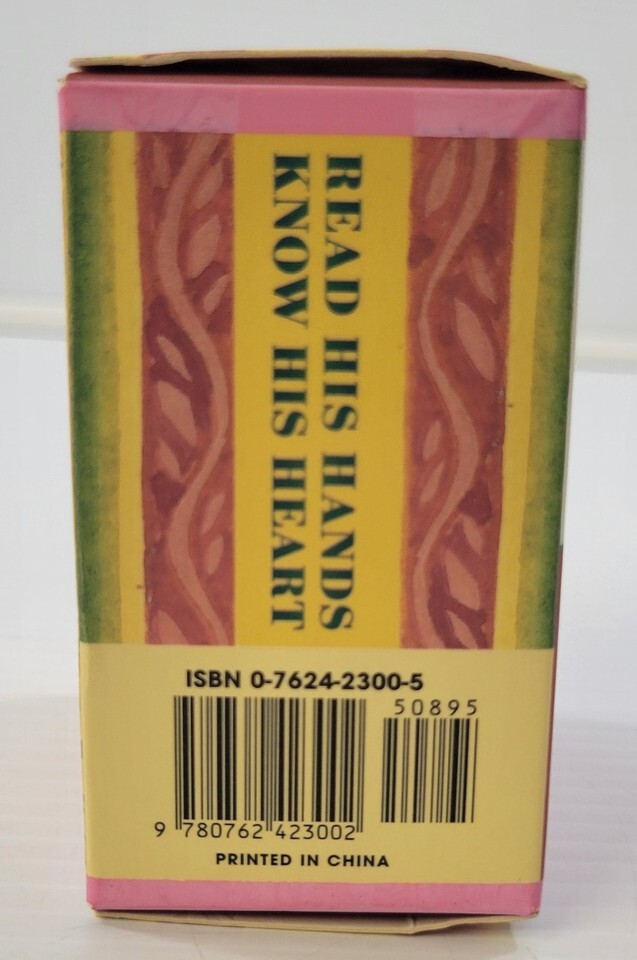 READ HIS HANDS
KNOW HIS HEART
ISBN 0-7624-2300-5
50895
9 780762 423002
PRINTED IN CHINA